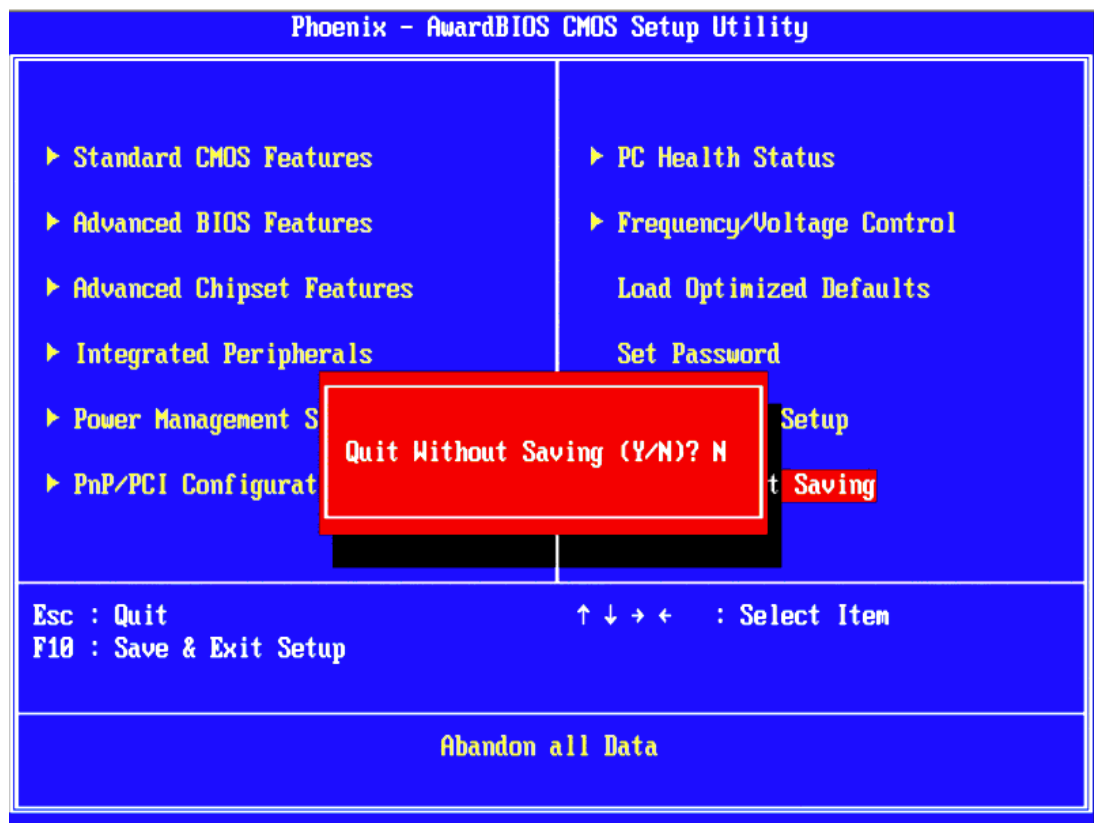 Phoenix - AwardBIOS CMOS Setup Utility
▶ Standard CMOS Features
▶ Advanced BIOS Features
▶ Advanced Chipset Features
▶ Integrated Peripherals
▶ Power Management S
▶ PnP/PCI Configurat
▶ PC Health Status
▶ Frequency/Voltage Control
Load Optimized Defaults
Set Password
Setup
t Saving
Quit Without Saving (Y/N)? N
Esc : Quit
F10 : Save & Exit Setup
↑ ↓ → ← : Select Item
Abandon all Data